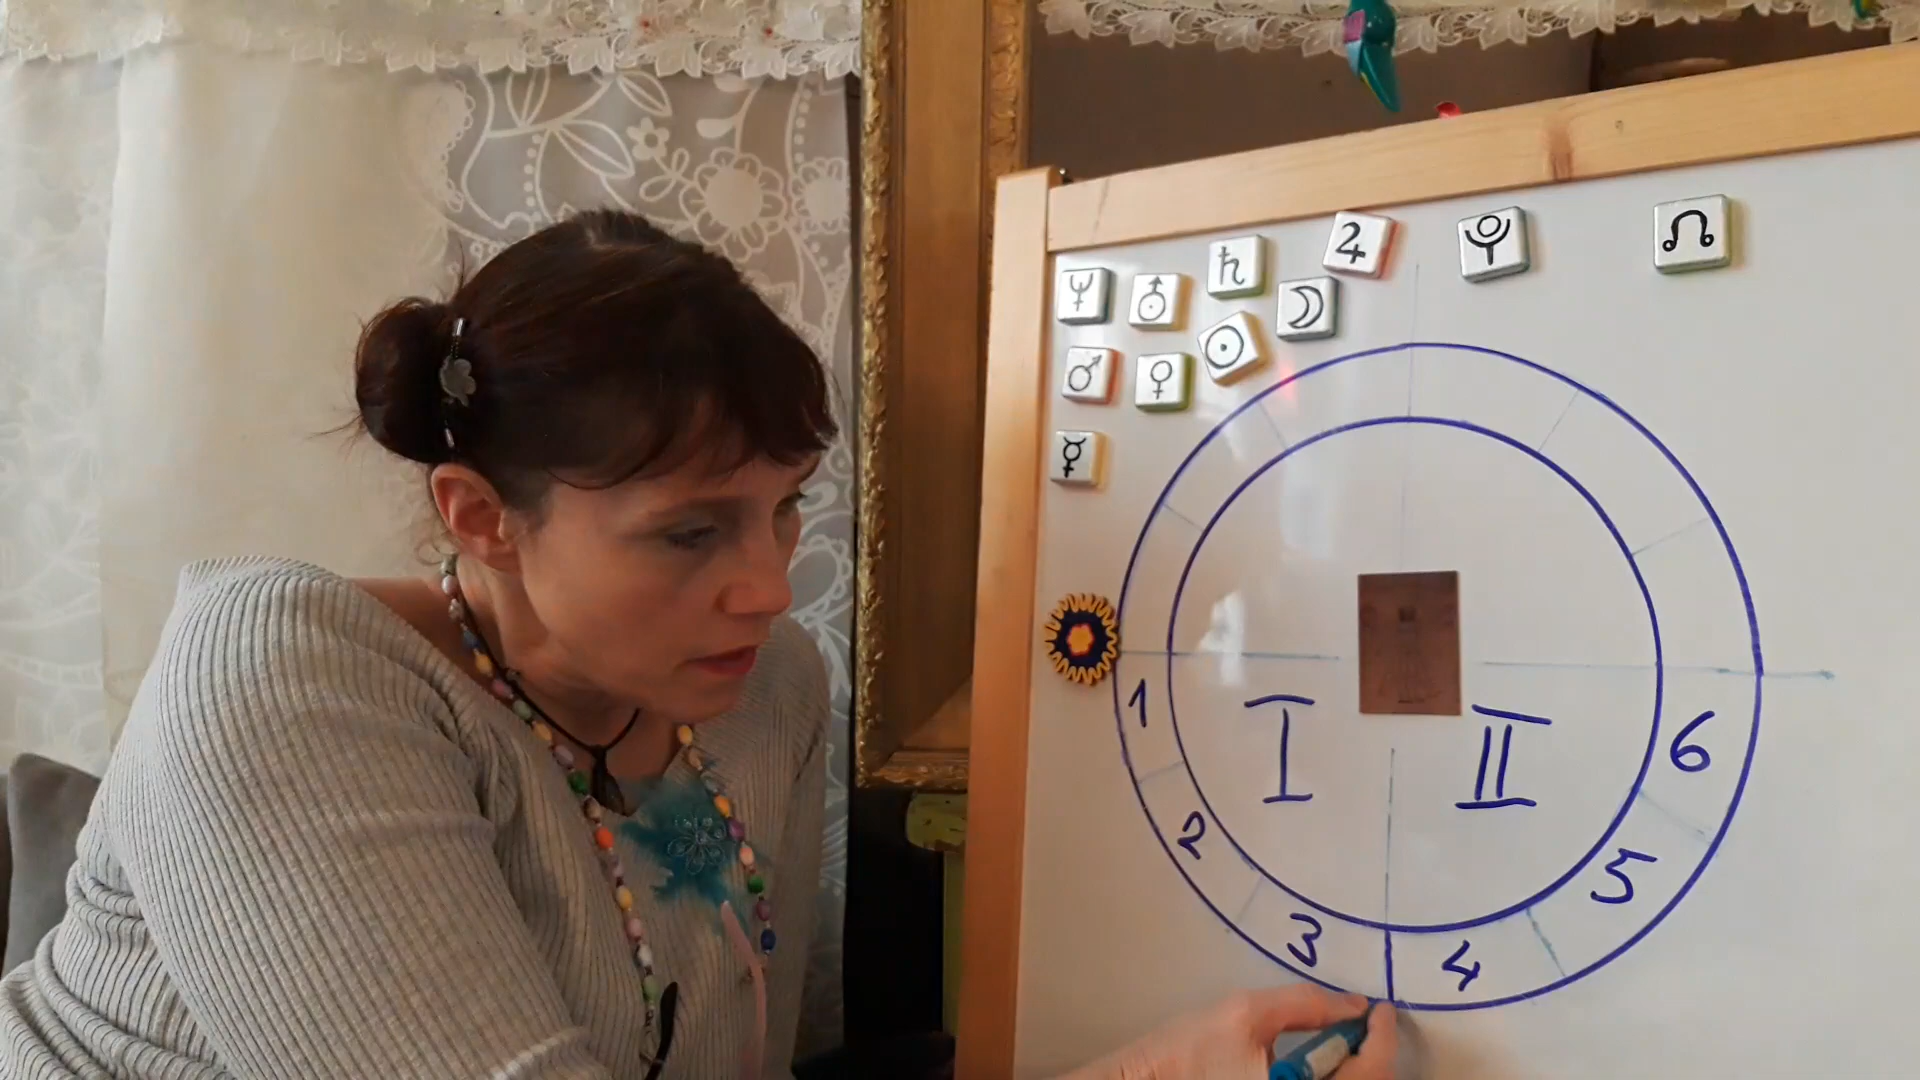 ♄ ♃ ♇ ☊
♆ ⛢ ☽
♂ ♀ ☉
☿
1 I II 6
2 5
3 4